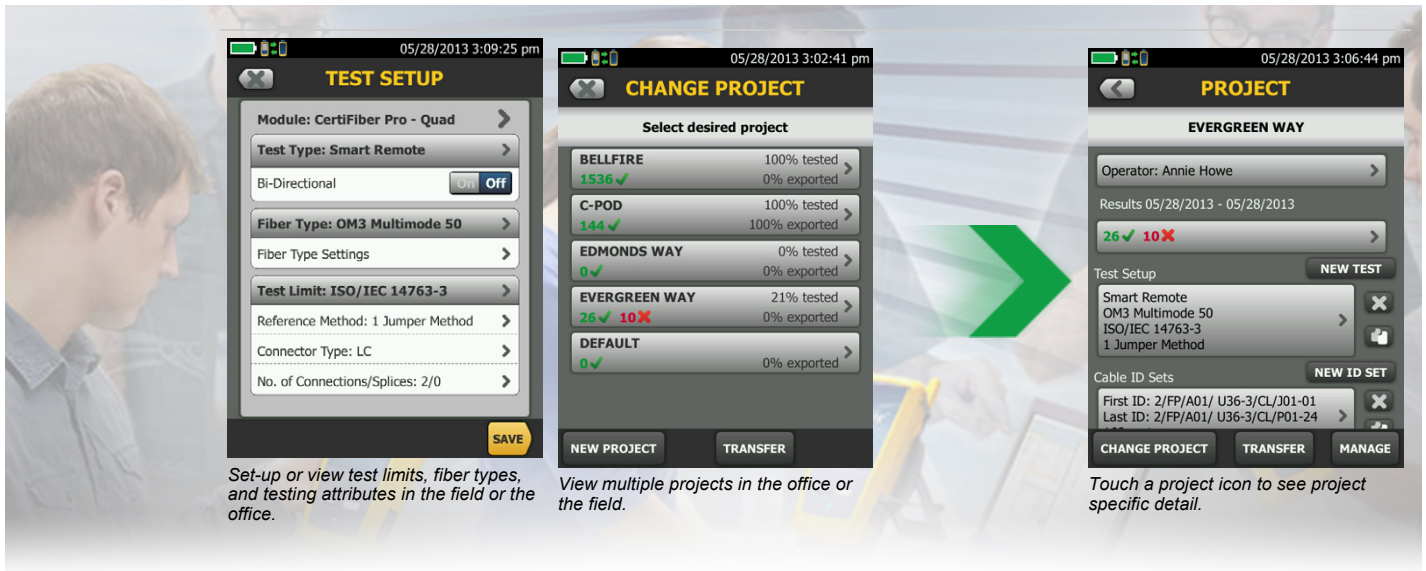 05/28/2013 3:09:25 pm
TEST SETUP
Module: CertiFiber Pro - Quad
Test Type: Smart Remote
Bi-Directional On Off
Fiber Type: OM3 Multimode 50
Fiber Type Settings
Test Limit: ISO/IEC 14763-3
Reference Method: 1 Jumper Method
Connector Type: LC
No. of Connections/Splices: 2/0
SAVE
Set-up or view test limits, fiber types,
and testing attributes in the field or the
office.
05/28/2013 3:02:41 pm
CHANGE PROJECT
Select desired project
BELLFIRE 100% tested
1536 ✓ 0% exported
C-POD 100% tested
144 ✓ 100% exported
EDMONDS WAY 0% tested
0 ✓ 0% exported
EVERGREEN WAY 21% tested
26 ✓ 10 ✗ 0% exported
DEFAULT
0 ✓ 0% exported
NEW PROJECT TRANSFER
View multiple projects in the office or
the field.
05/28/2013 3:06:44 pm
PROJECT
EVERGREEN WAY
Operator: Annie Howe
Results 05/28/2013 - 05/28/2013
26 ✓ 10 ✗
Test Setup NEW TEST
Smart Remote
OM3 Multimode 50
ISO/IEC 14763-3
1 Jumper Method
Cable ID Sets NEW ID SET
First ID: 2/FP/A01/ U36-3/CL/J01-01
Last ID: 2/FP/A01/ U36-3/CL/P01-24
CHANGE PROJECT TRANSFER MANAGE
Touch a project icon to see project
specific detail.